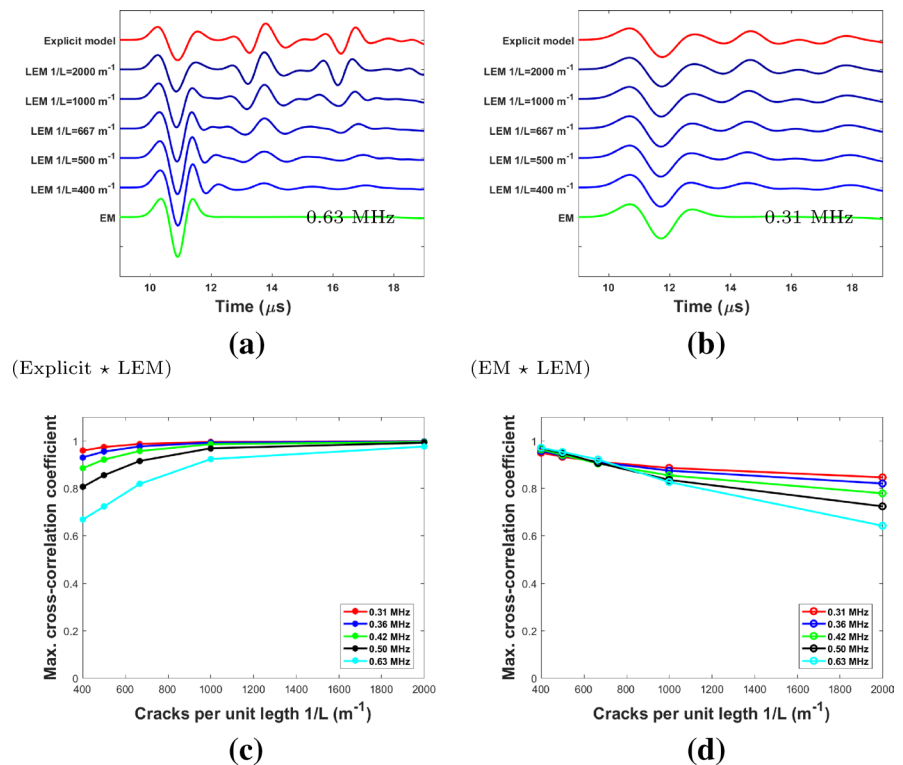 Explicit model
LEM 1/L=2000 m⁻¹
LEM 1/L=1000 m⁻¹
LEM 1/L=667 m⁻¹
LEM 1/L=500 m⁻¹
LEM 1/L=400 m⁻¹
EM
0.63 MHz
10 12 14 16 18
Time (μs)
(a)
Explicit model
LEM 1/L=2000 m⁻¹
LEM 1/L=1000 m⁻¹
LEM 1/L=667 m⁻¹
LEM 1/L=500 m⁻¹
LEM 1/L=400 m⁻¹
EM
0.31 MHz
10 12 14 16 18
Time (μs)
(b)
(Explicit ⋆ LEM)
Max. cross-correlation coefficient
1
0.8
0.6
0.4
0.2
0
0.31 MHz
0.36 MHz
0.42 MHz
0.50 MHz
0.63 MHz
400 600 800 1000 1200 1400 1600 1800 2000
Cracks per unit legth 1/L (m⁻¹)
(c)
(EM ⋆ LEM)
Max. cross-correlation coefficient
1
0.8
0.6
0.4
0.2
0
0.31 MHz
0.36 MHz
0.42 MHz
0.50 MHz
0.63 MHz
400 600 800 1000 1200 1400 1600 1800 2000
Cracks per unit legth 1/L (m⁻¹)
(d)